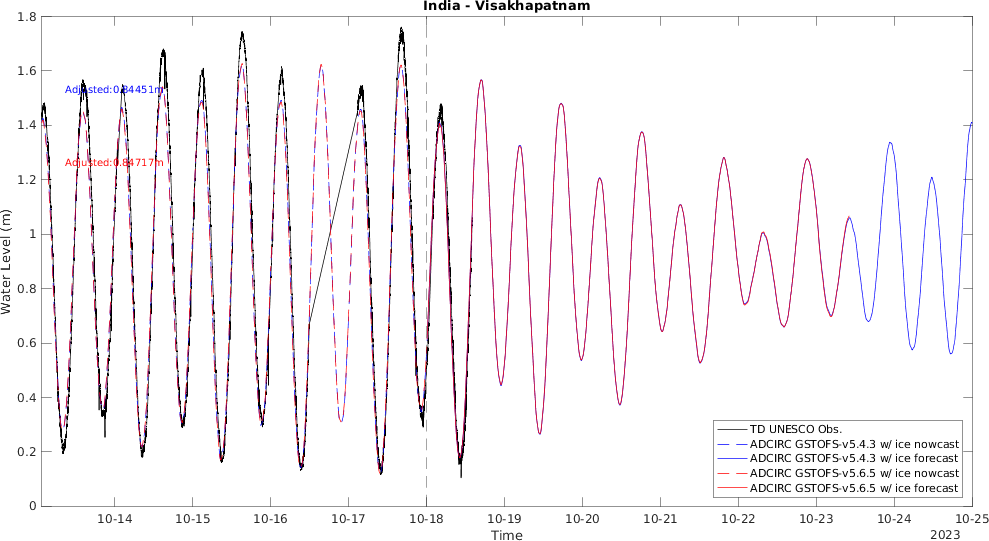 India - Visakhapatnam
1.8
1.6
1.4
1.2
1
0.8
0.6
0.4
0.2
0
Water Level (m)
Adjusted:0.84451m
Adjusted:0.84717m
TD UNESCO Obs.
ADCIRC GSTOFS-v5.4.3 w/ ice nowcast
ADCIRC GSTOFS-v5.4.3 w/ ice forecast
ADCIRC GSTOFS-v5.6.5 w/ ice nowcast
ADCIRC GSTOFS-v5.6.5 w/ ice forecast
10-14 10-15 10-16 10-17 10-18 10-19 10-20 10-21 10-22 10-23 10-24 10-25
Time
2023